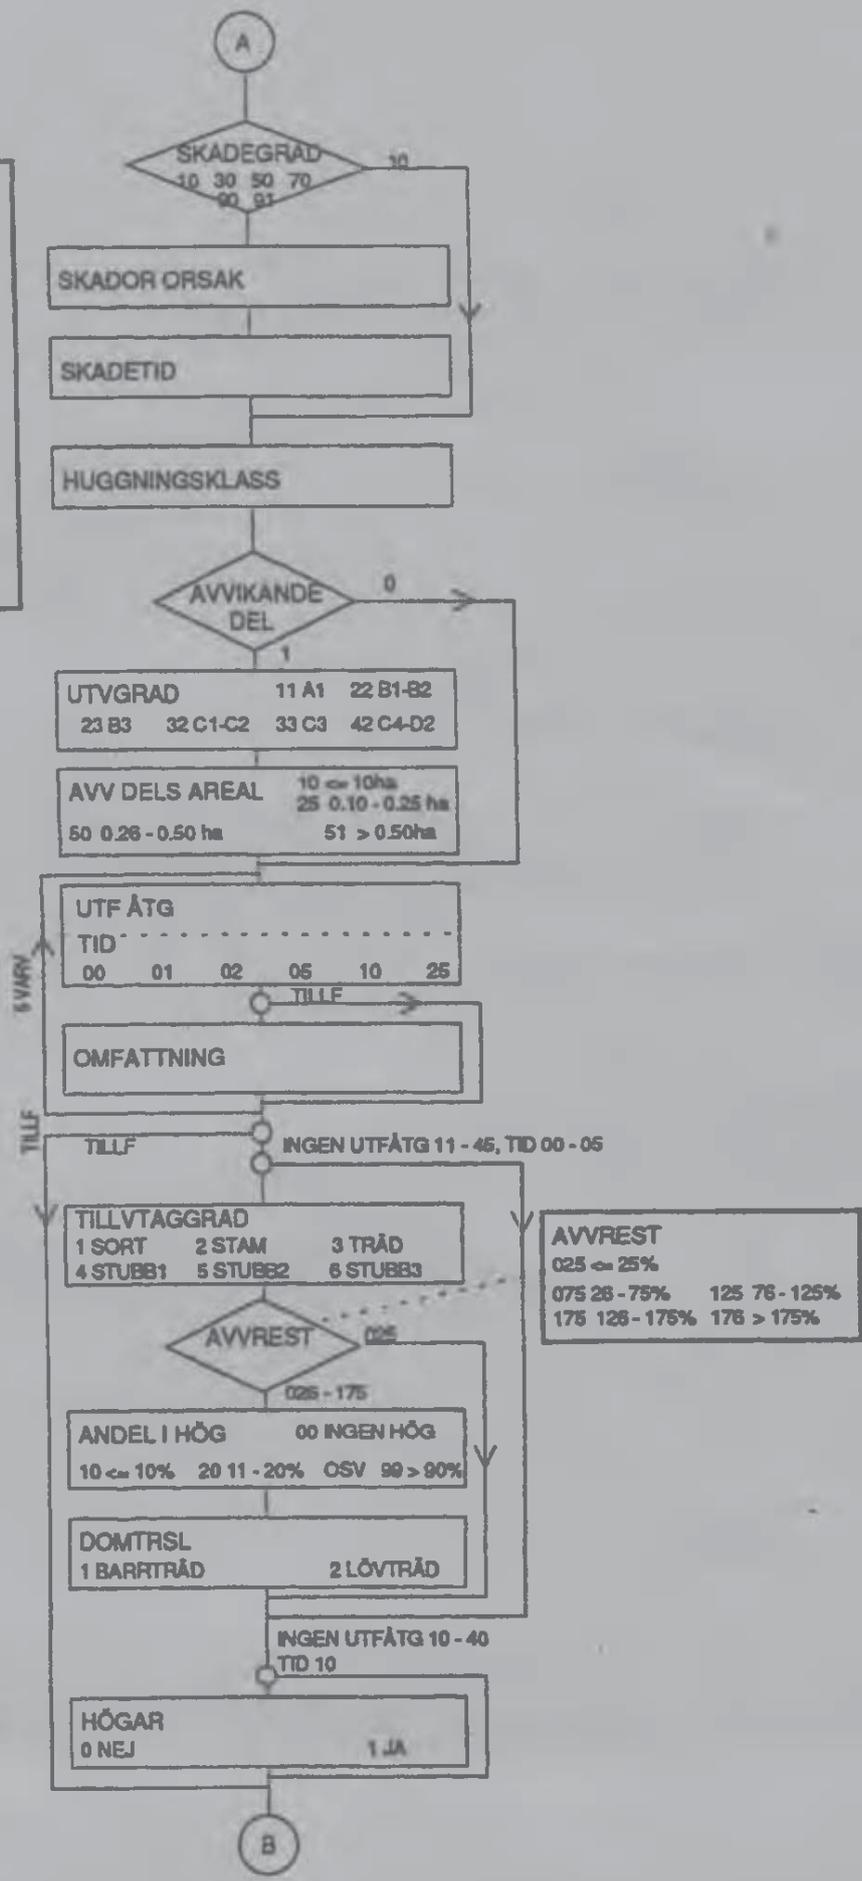 A
SKADEGRAD
10 30 50 70
90 91
10
SKADOR ORSAK
SKADETID
HUGGNINGSKLASS
AVVIKANDE
DEL
0
1
UTVGRAD 11 A1 22 B1-B2
23 B3 32 C1-C2 33 C3 42 C4-D2
AVV DELS AREAL 10 <= 10ha
25 0.10 - 0.25 ha
50 0.26 - 0.50 ha 51 > 0.50ha
UTF ÅTG
TID
00 01 02 05 10 25
5 VARV
TILLF
OMFATTNING
TILLF
TILLF
INGEN UTFÅTG 11 - 45, TID 00 - 05
TILLVTAGGRAD
1 SORT 2 STAM 3 TRÄD
4 STUBB1 5 STUBB2 6 STUBB3
AVVREST
025 <= 25%
075 26 - 75% 125 76 - 125%
175 126 - 175% 176 > 175%
AVVREST
025
026 - 175
ANDEL I HÖG 00 INGEN HÖG
10 <= 10% 20 11 - 20% OSV 99 > 90%
DOMTRSL
1 BARRTRÄD 2 LÖVTRÄD
INGEN UTFÅTG 10 - 40
TID 10
HÖGAR
0 NEJ 1 JA
B